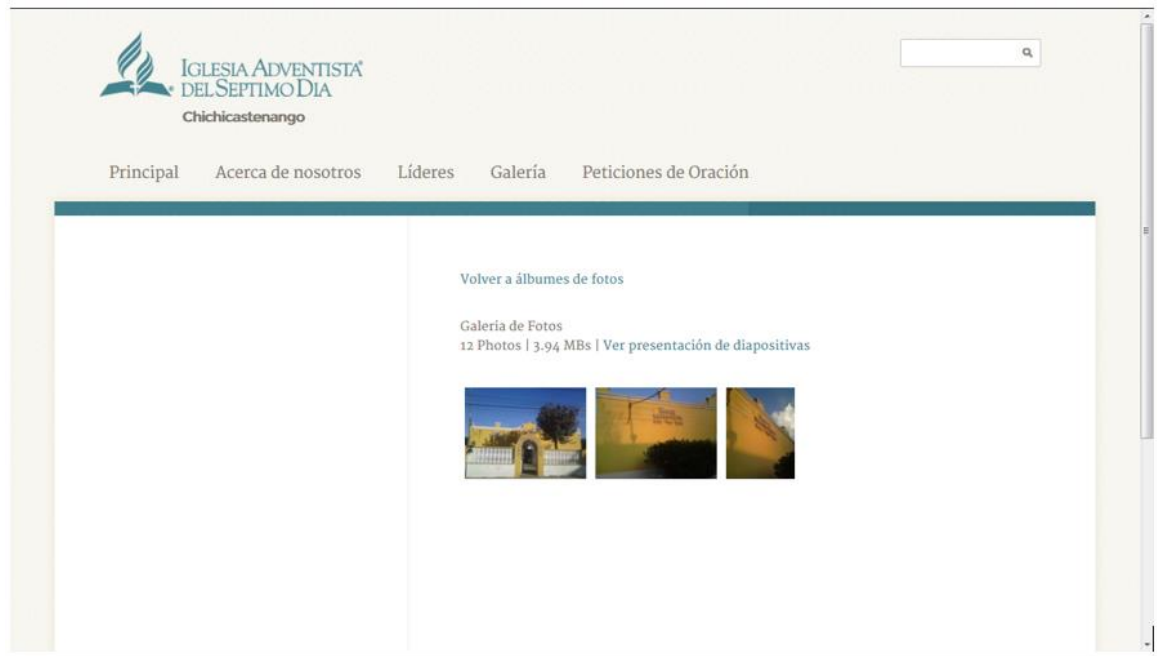 IGLESIA ADVENTISTA®
DEL SEPTIMO DIA
Chichicastenango
Principal Acerca de nosotros Líderes Galería Peticiones de Oración
Volver a álbumes de fotos
Galería de Fotos
12 Photos | 3.94 MBs | Ver presentación de diapositivas